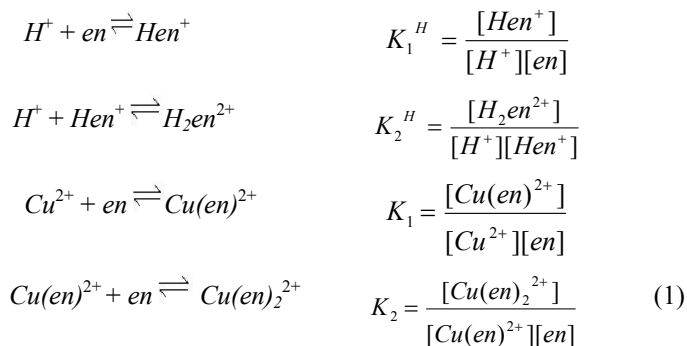 H⁺ + en ⇌ Hen⁺ K₁ᴴ = [Hen⁺] / [H⁺][en]
H⁺ + Hen⁺ ⇌ H₂en²⁺ K₂ᴴ = [H₂en²⁺] / [H⁺][Hen⁺]
Cu²⁺ + en ⇌ Cu(en)²⁺ K₁ = [Cu(en)²⁺] / [Cu²⁺][en]
Cu(en)²⁺ + en ⇌ Cu(en)₂²⁺ K₂ = [Cu(en)₂²⁺] / [Cu(en)²⁺][en] (1)